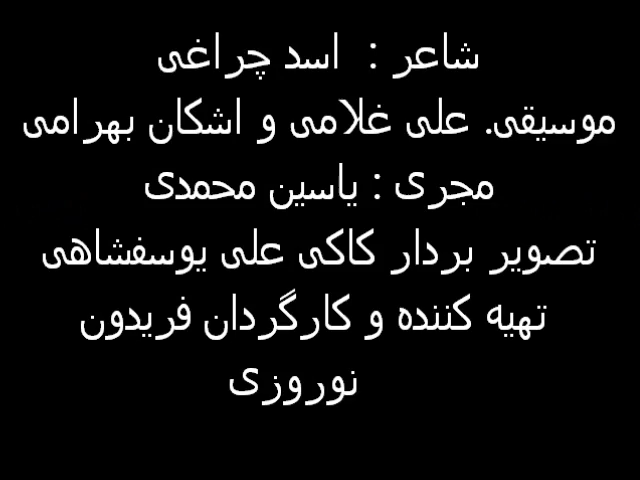 شاعر : اسد چراغی
موسیقی. علی غلامی و اشکان بهرامی
مجری : یاسین محمدی
تصویر بردار کاکی علی یوسفشاهی
تهیه کننده و کارگردان فریدون
نوروزی